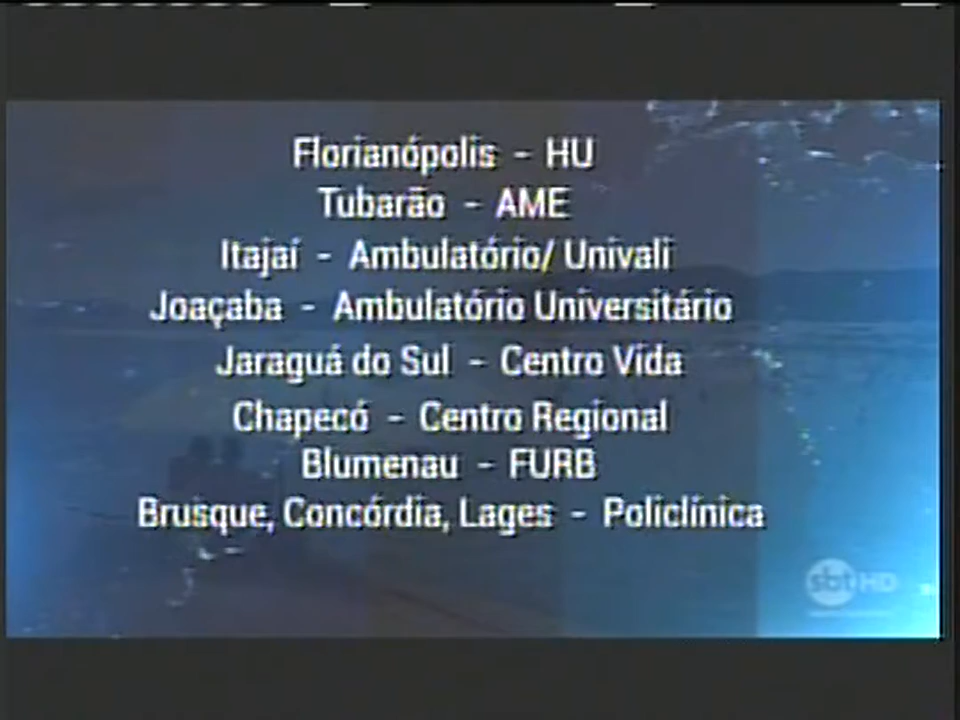 Florianópolis - HU
Tubarão - AME
Itajaí - Ambulatório/ Univali
Joaçaba - Ambulatório Universitário
Jaraguá do Sul - Centro Vida
Chapecó - Centro Regional
Blumenau - FURB
Brusque, Concórdia, Lages - Policlínica
sbt HD